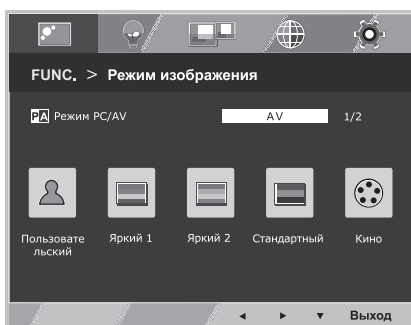 FUNC. > Режим изображения
PA Режим PC/AV AV 1/2
Пользовате
льский
Яркий 1 Яркий 2 Стандартный Кино
Выход